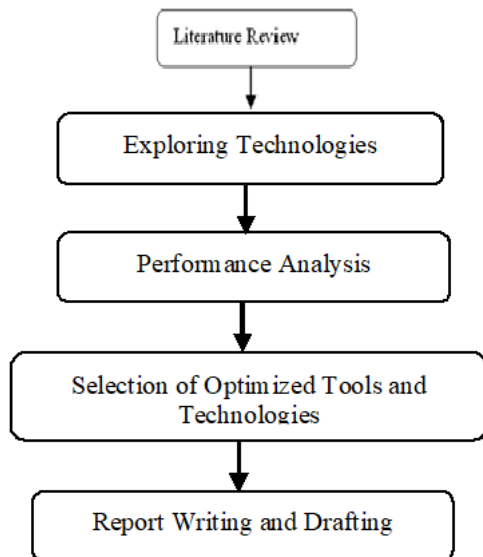 Literature Review
Exploring Technologies
Performance Analysis
Selection of Optimized Tools and
Technologies
Report Writing and Drafting